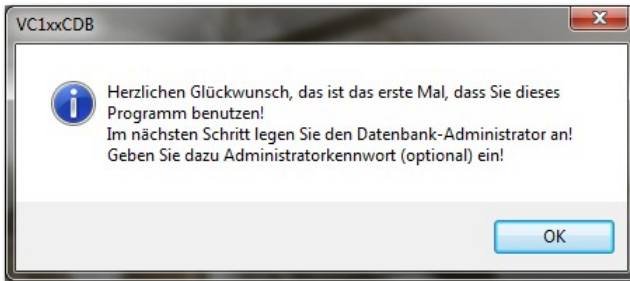 VC1xxCDB
Herzlichen Glückwunsch, das ist das erste Mal, dass Sie dieses
Programm benutzen!
Im nächsten Schritt legen Sie den Datenbank-Administrator an!
Geben Sie dazu Administratorkennwort (optional) ein!
OK